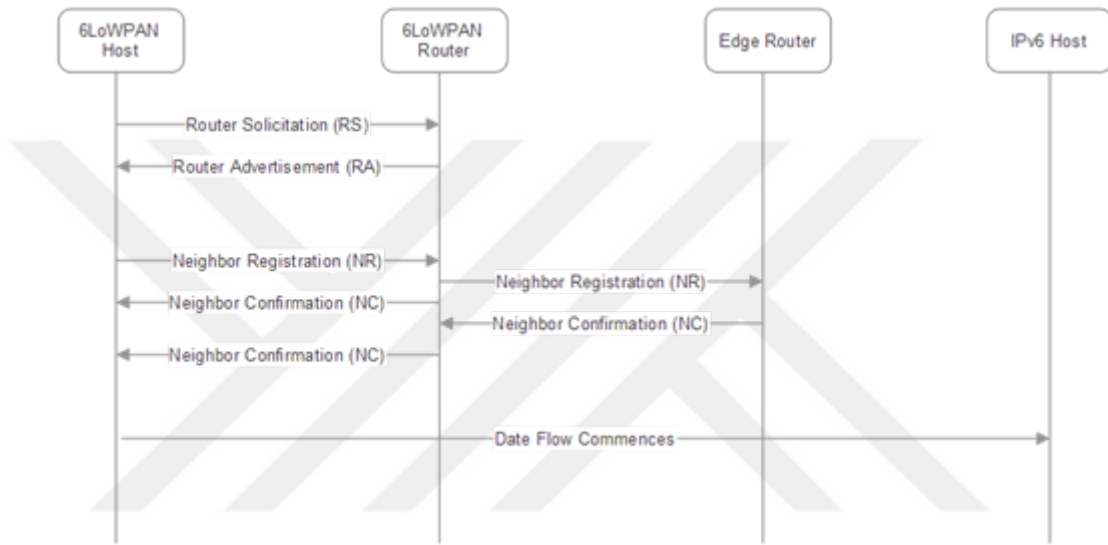 6LoWPAN
Host
6LoWPAN
Router
Edge Router
IPv6 Host
Router Solicitation (RS)
Router Advertisement (RA)
Neighbor Registration (NR)
Neighbor Registration (NR)
Neighbor Confirmation (NC)
Neighbor Confirmation (NC)
Neighbor Confirmation (NC)
Date Flow Commences